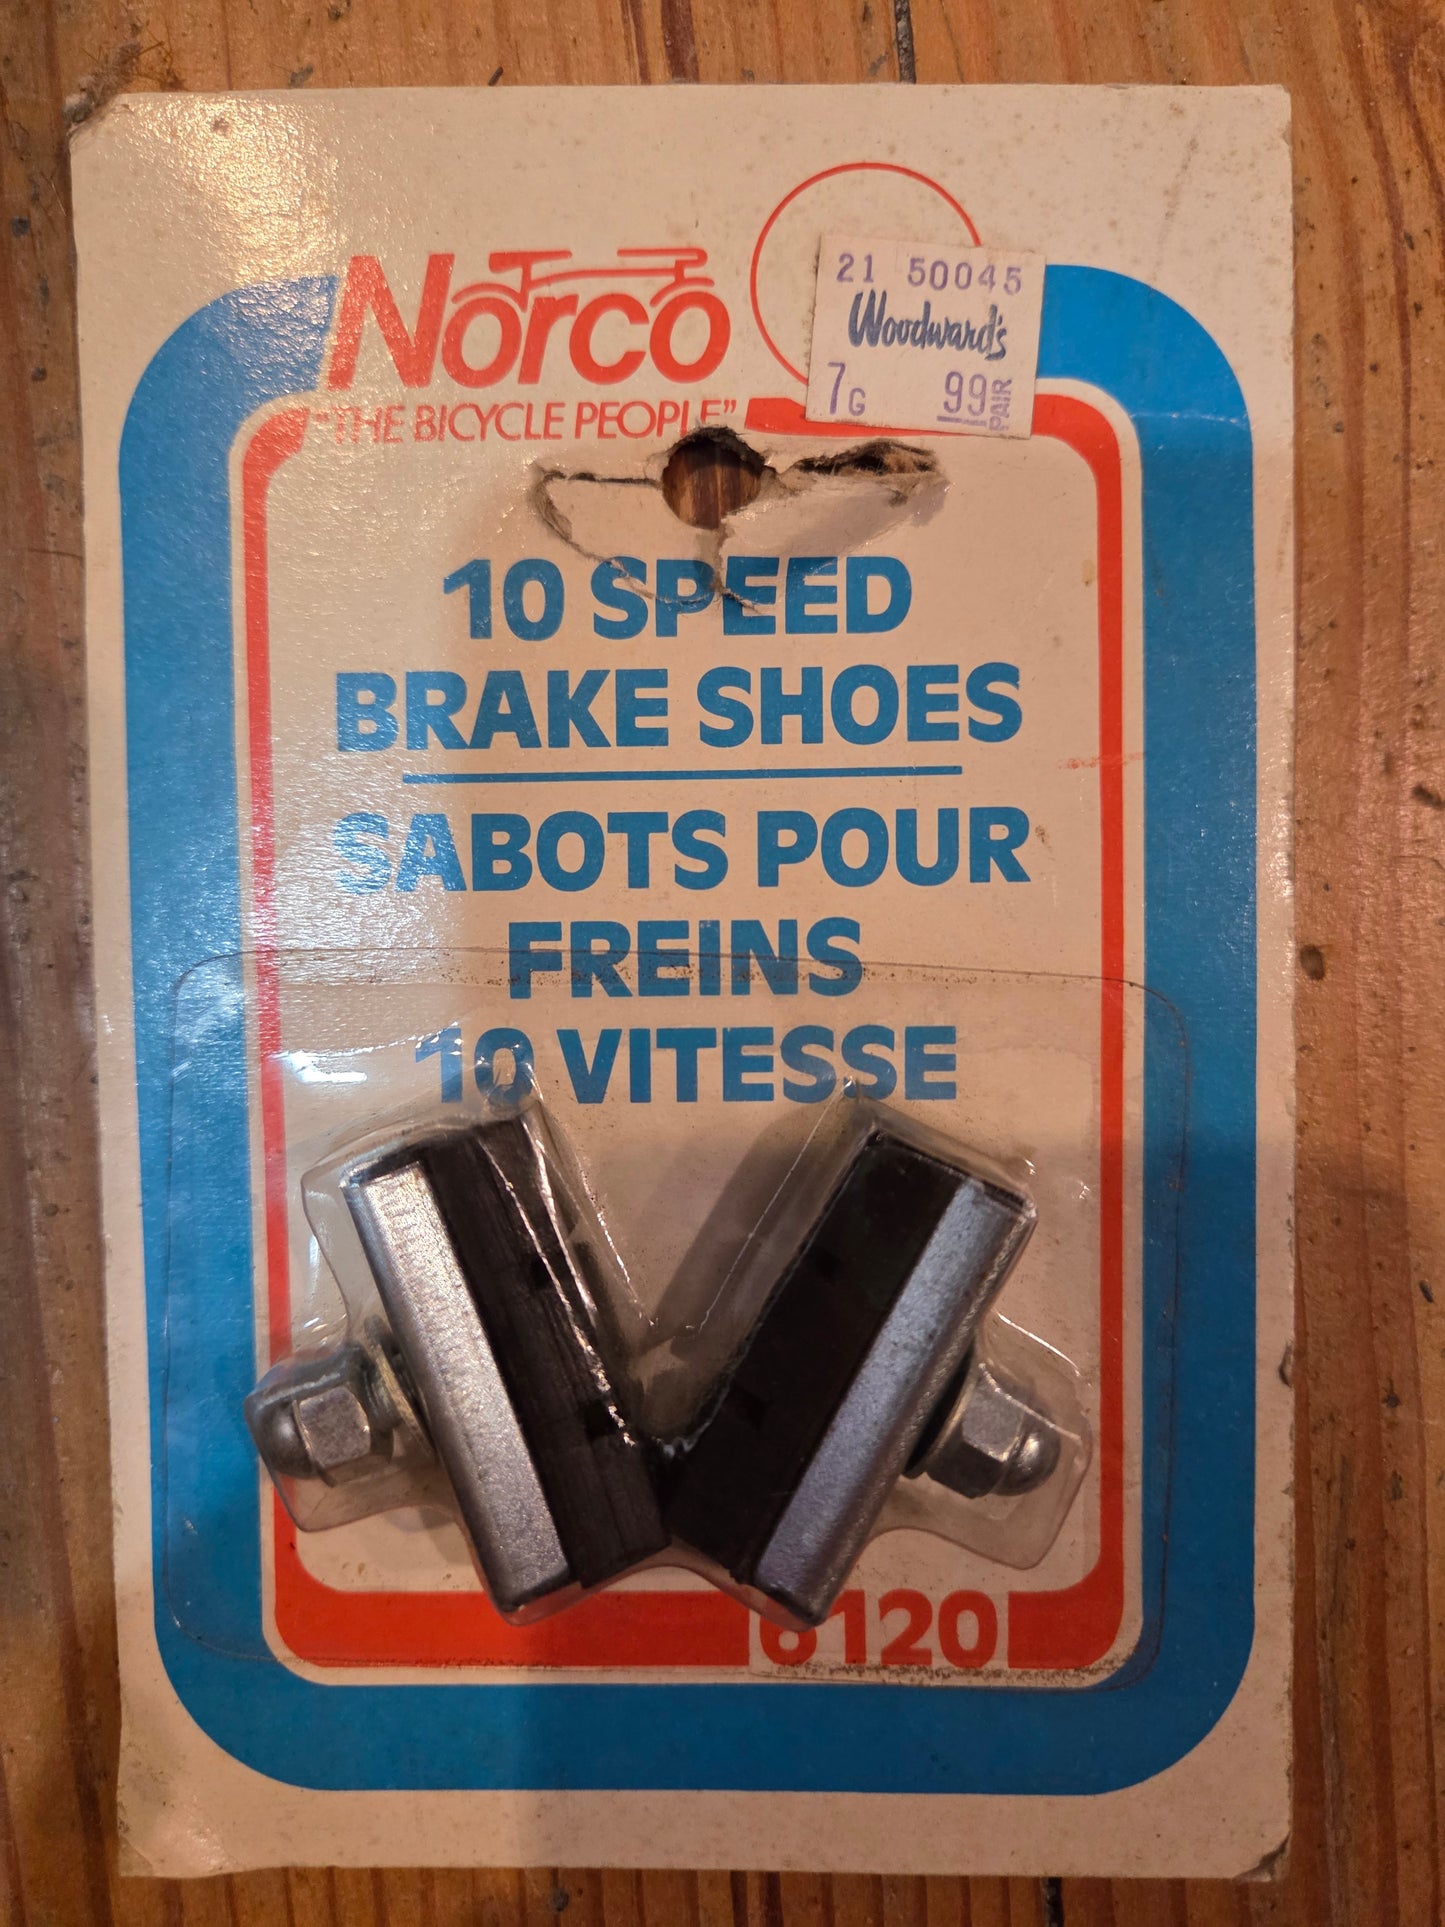 Norco
"THE BICYCLE PEOPLE"
21 50045
Woodward's
7G 99 PAIR
10 SPEED
BRAKE SHOES
SABOTS POUR
FREINS
10 VITESSE
6120